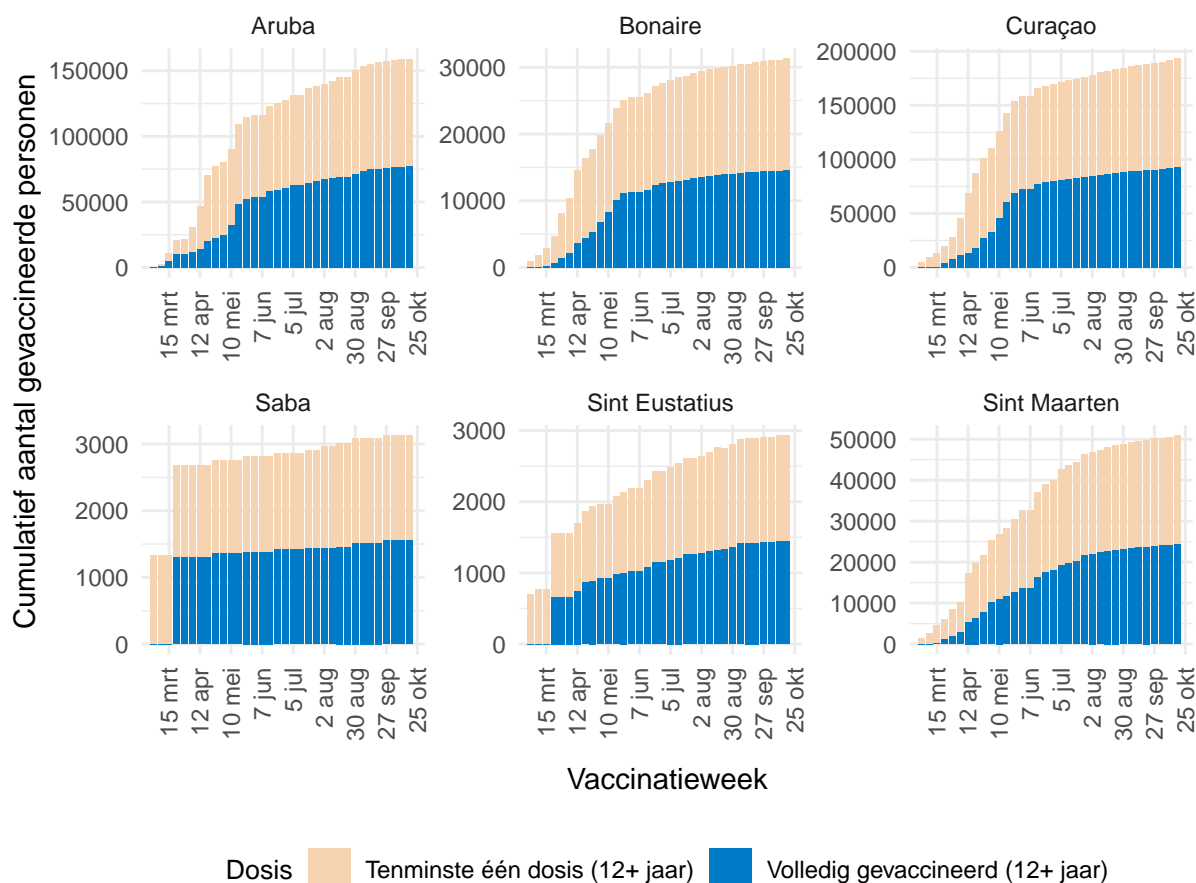 Cumulatief aantal gevaccineerde personen
Aruba
Bonaire
Curaçao
150000
100000
50000
0
30000
20000
10000
0
200000
150000
100000
50000
0
15 mrt
12 apr
10 mei
7 jun
5 jul
2 aug
30 aug
27 sep
25 okt
15 mrt
12 apr
10 mei
7 jun
5 jul
2 aug
30 aug
27 sep
25 okt
15 mrt
12 apr
10 mei
7 jun
5 jul
2 aug
30 aug
27 sep
25 okt
Saba
Sint Eustatius
Sint Maarten
3000
2000
1000
0
3000
2000
1000
0
50000
40000
30000
20000
10000
0
15 mrt
12 apr
10 mei
7 jun
5 jul
2 aug
30 aug
27 sep
25 okt
15 mrt
12 apr
10 mei
7 jun
5 jul
2 aug
30 aug
27 sep
25 okt
15 mrt
12 apr
10 mei
7 jun
5 jul
2 aug
30 aug
27 sep
25 okt
Vaccinatieweek
Dosis Tenminste één dosis (12+ jaar) Volledig gevaccineerd (12+ jaar)